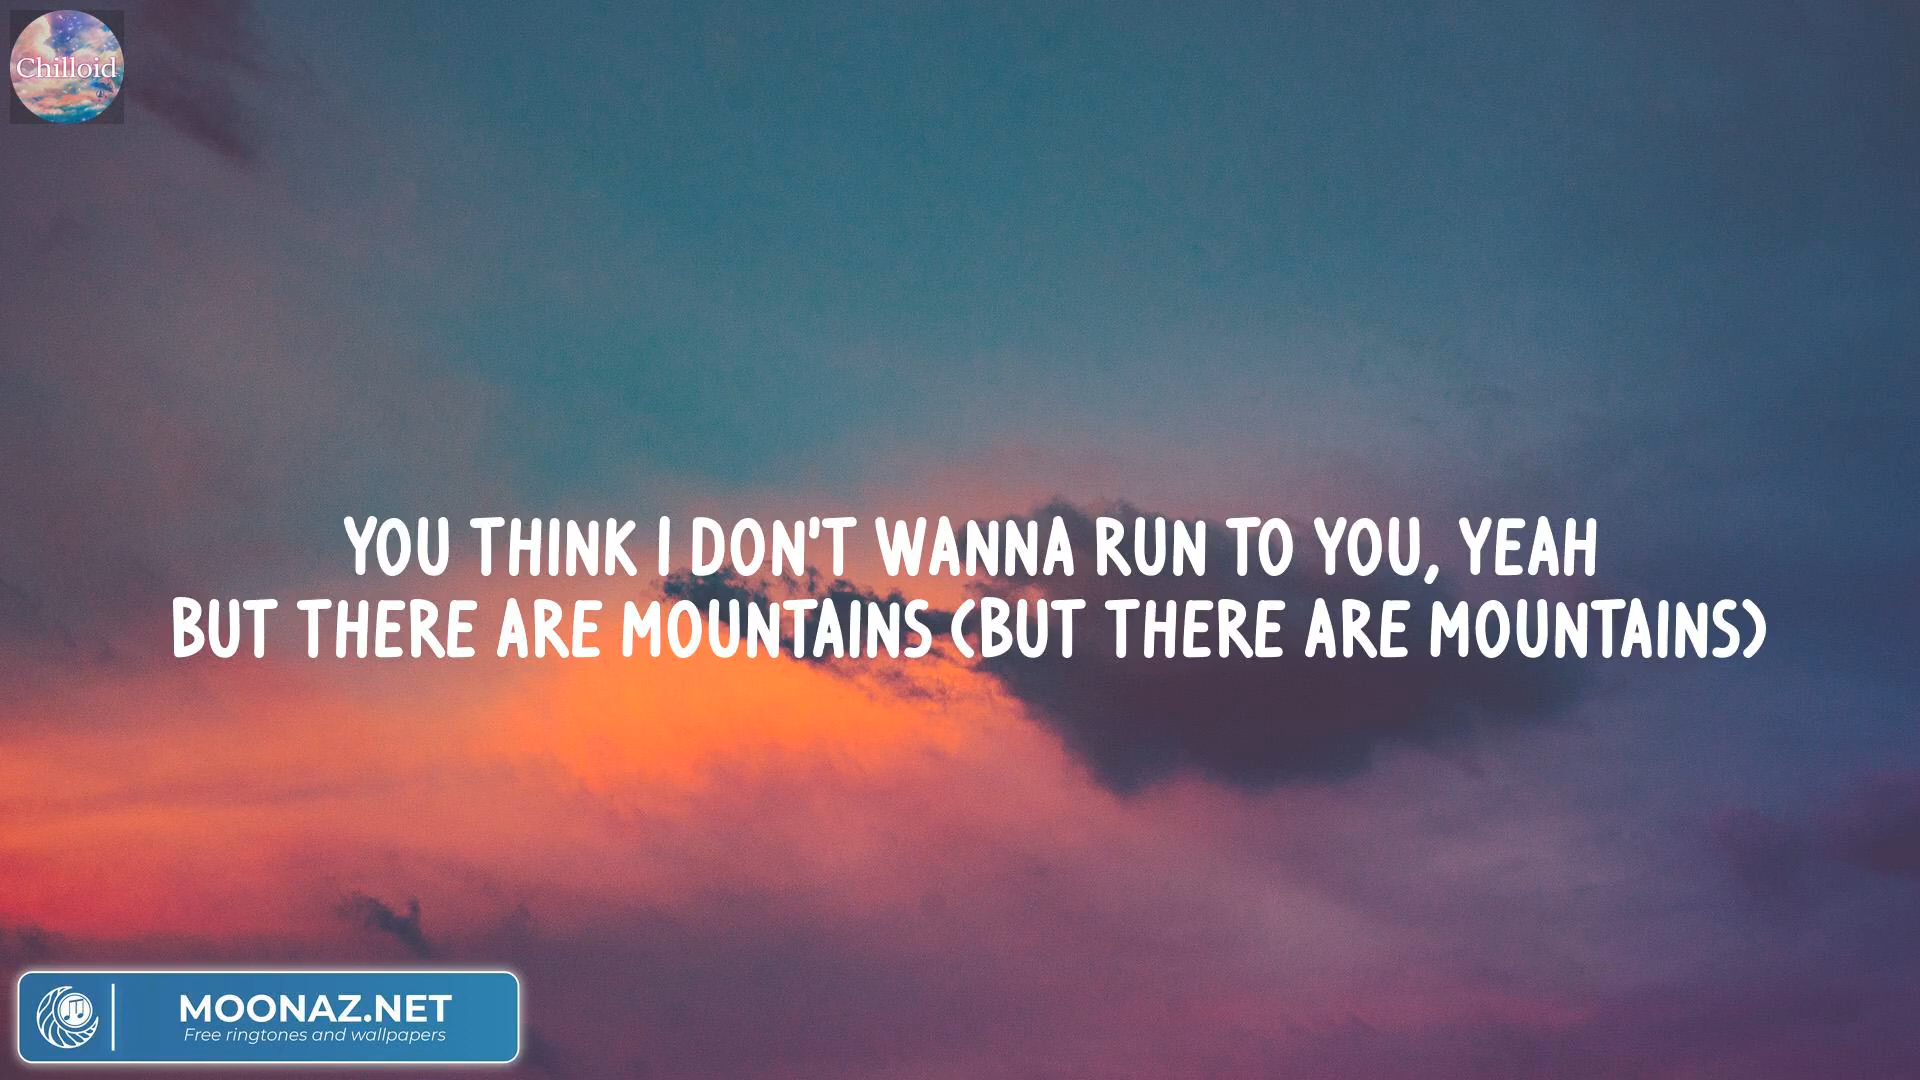 Chilloid
YOU THINK I DON'T WANNA RUN TO YOU, YEAH
BUT THERE ARE MOUNTAINS (BUT THERE ARE MOUNTAINS)
MOONAZ.NET
Free ringtones and wallpapers